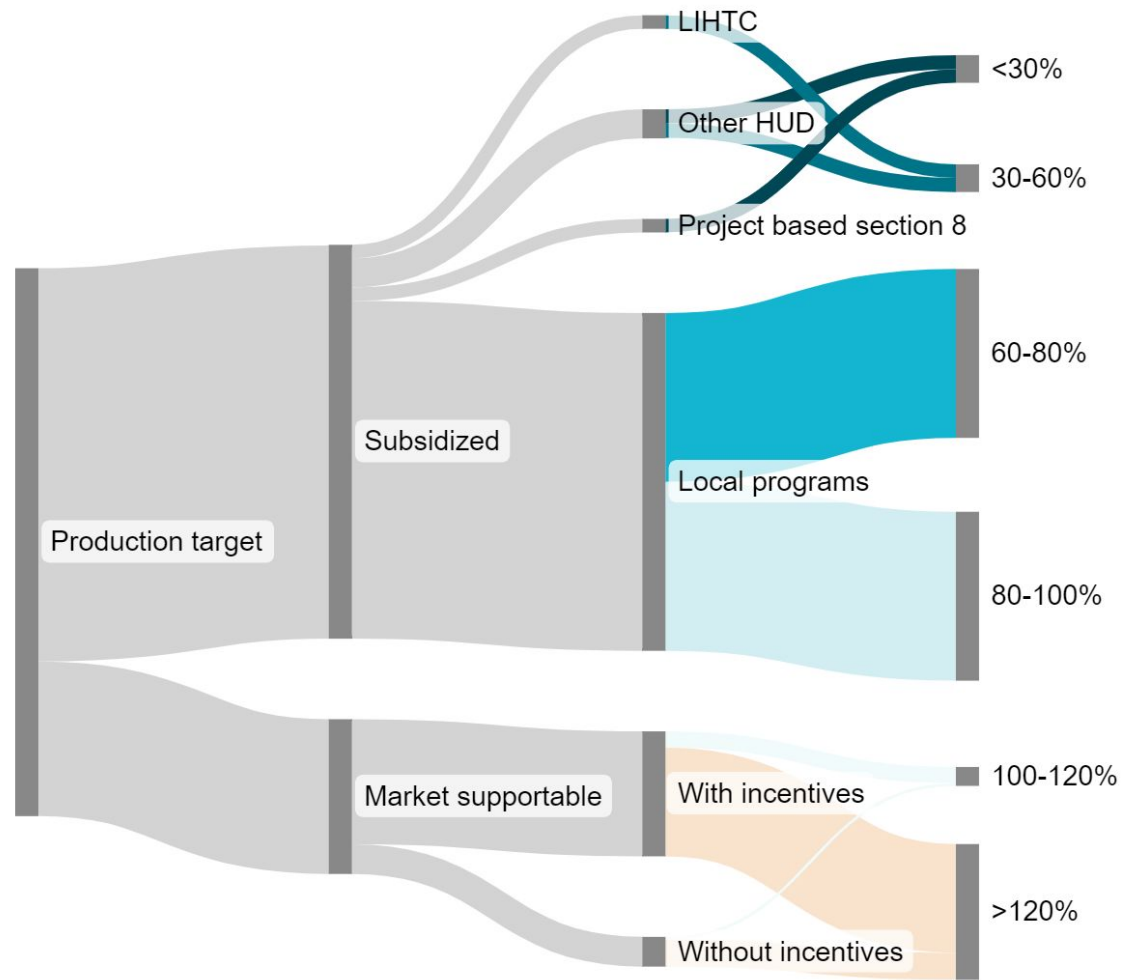 LIHTC
<30%
Other HUD
30-60%
Project based section 8
60-80%
Subsidized
Local programs
Production target
80-100%
100-120%
Market supportable
With incentives
>120%
Without incentives